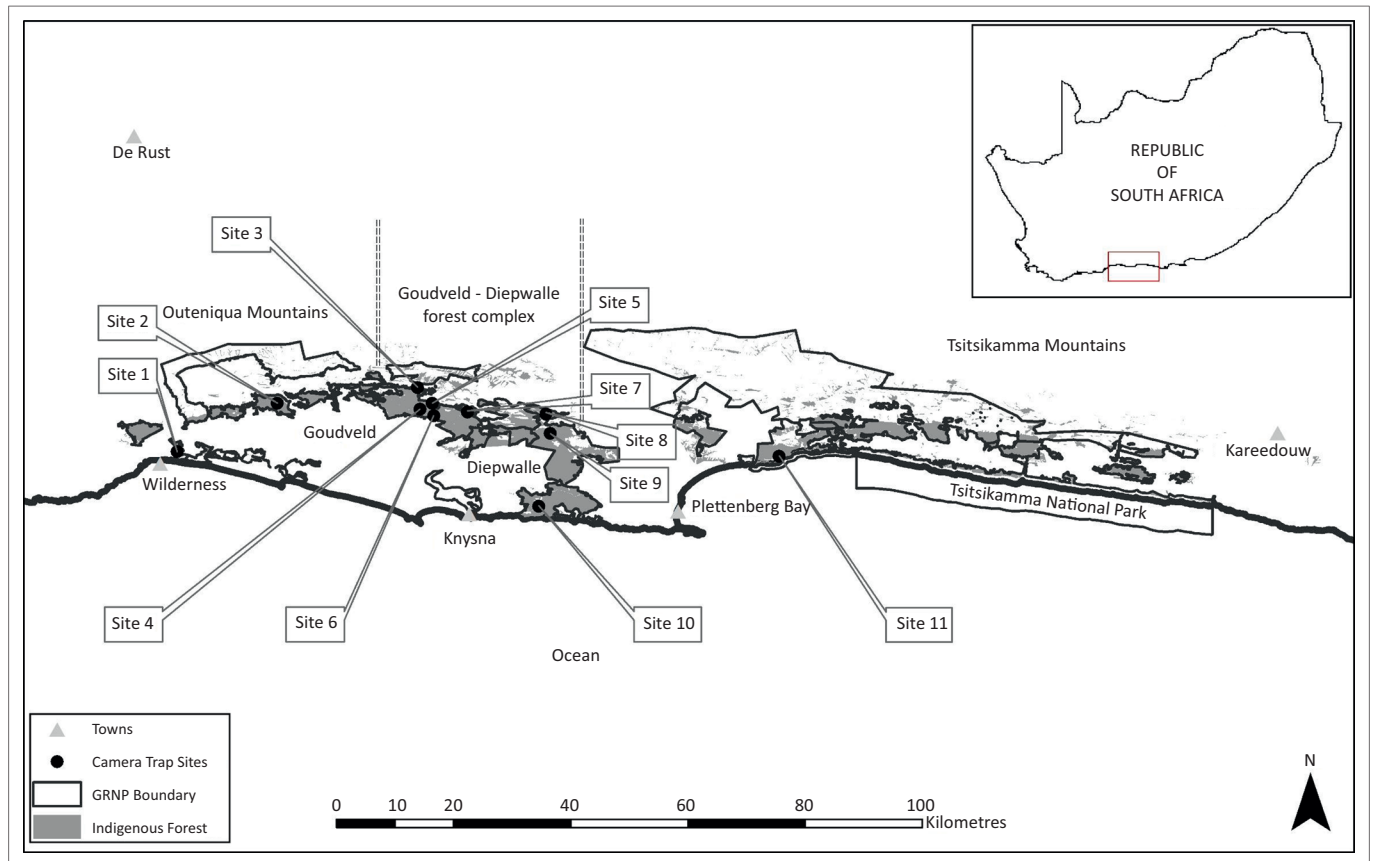 De Rust
REPUBLIC
OF
SOUTH AFRICA
Site 3
Goudveld - Diepwalle
forest complex
Site 5
Outeniqua Mountains
Site 2
Tsitsikamma Mountains
Site 1
Site 7
Goudveld
Site 8
Kareedouw
Diepwalle
Site 9
Wilderness
Tsitsikamma National Park
Plettenberg Bay
Knysna
Site 4
Site 6
Site 10
Site 11
Ocean
Towns
Camera Trap Sites
GRNP Boundary
Indigenous Forest
0 10 20 40 60 80 100
Kilometres
N